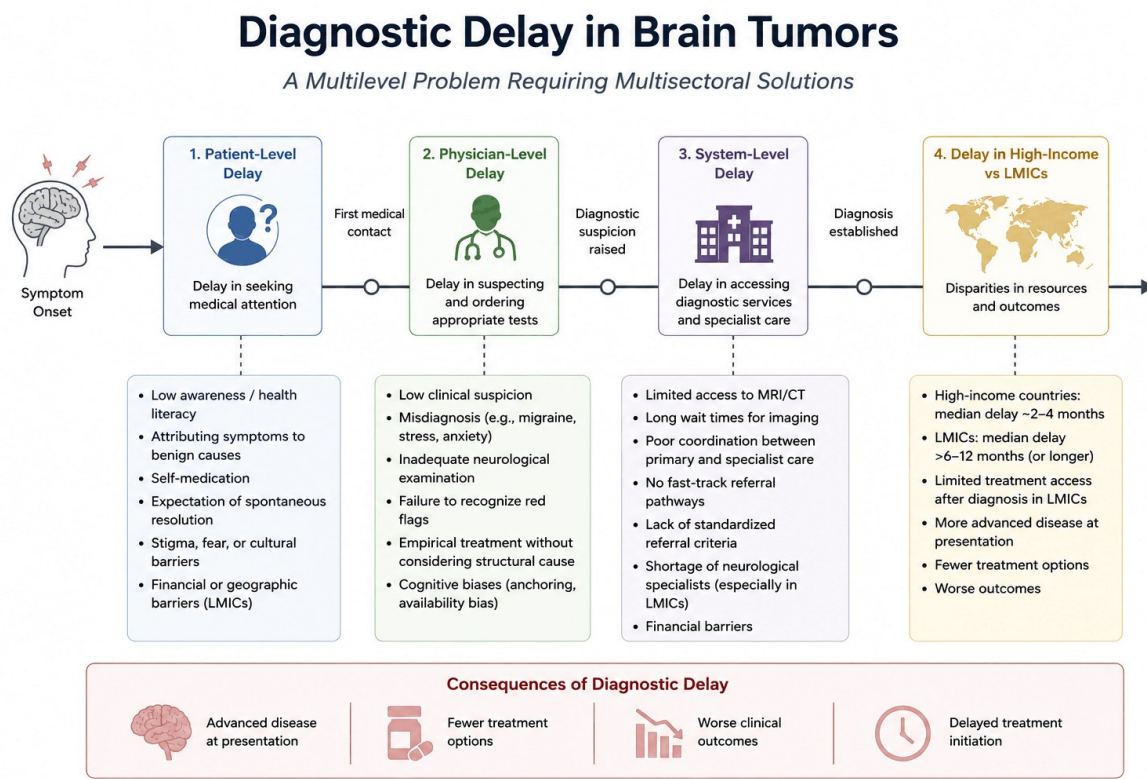 Diagnostic Delay in Brain Tumors
A Multilevel Problem Requiring Multisectoral Solutions
Symptom
Onset
1. Patient-Level
Delay
?
Delay in seeking
medical attention
First medical
contact
2. Physician-Level
Delay
Delay in suspecting
and ordering
appropriate tests
Diagnostic
suspicion
raised
3. System-Level
Delay
Delay in accessing
diagnostic services
and specialist care
Diagnosis
established
4. Delay in High-Income
vs LMICs
Disparities in resources
and outcomes
• Low awareness / health
literacy
• Attributing symptoms to
benign causes
• Self-medication
• Expectation of spontaneous
resolution
• Stigma, fear, or cultural
barriers
• Financial or geographic
barriers (LMICs)
• Low clinical suspicion
• Misdiagnosis (e.g., migraine,
stress, anxiety)
• Inadequate neurological
examination
• Failure to recognize red
flags
• Empirical treatment without
considering structural cause
• Cognitive biases (anchoring,
availability bias)
• Limited access to MRI/CT
• Long wait times for imaging
• Poor coordination between
primary and specialist care
• No fast-track referral
pathways
• Lack of standardized
referral criteria
• Shortage of neurological
specialists (especially in
LMICs)
• Financial barriers
• High-income countries:
median delay ~2–4 months
• LMICs: median delay
>6–12 months (or longer)
• Limited treatment access
after diagnosis in LMICs
• More advanced disease at
presentation
• Fewer treatment options
• Worse outcomes
Consequences of Diagnostic Delay
Advanced disease
at presentation
Fewer treatment
options
Worse clinical
outcomes
Delayed treatment
initiation